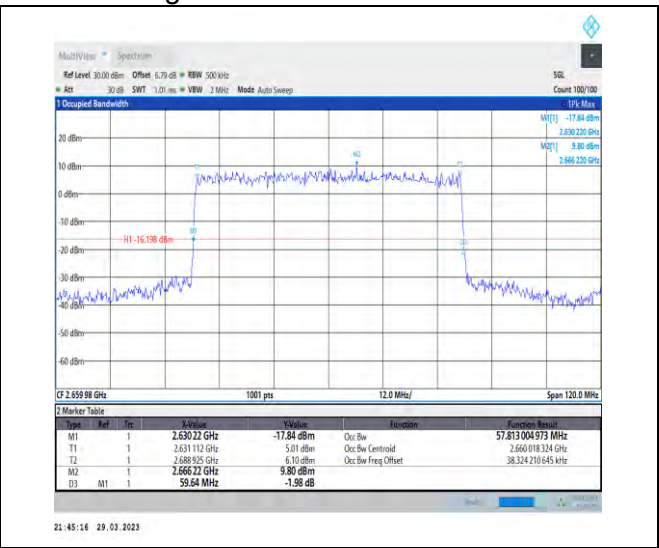 MultiView Spectrum
Ref Level 30.00 dBm Offset 6.79 dB RBW 500 kHz SGL
Att 30 dB SWT 1.01 ms VBW 2 MHz Mode Auto Sweep Count 100/100
1 Occupied Bandwidth 1Pk Max
M1[1] -17.84 dBm
2.630 220 GHz
M2[1] 9.80 dBm
2.666 220 GHz
20 dBm
M2
10 dBm
T1
0 dBm
-10 dBm
M1
H1 -16.198 dBm
-20 dBm
-30 dBm
-40 dBm
-50 dBm
-60 dBm
CF 2.659 98 GHz 1001 pts 12.0 MHz/ Span 120.0 MHz
2 Marker Table
Type Ref Trc X-Value Y-Value Function Function Result
M1 1 2.630 22 GHz -17.84 dBm Occ Bw 57.813 004 973 MHz
T1 1 2.631 112 GHz 5.01 dBm Occ Bw Centroid 2.660 018 324 GHz
T2 1 2.688 925 GHz 6.10 dBm Occ Bw Freq Offset 38.324 210 645 kHz
M2 1 2.666 22 GHz 9.80 dBm
D3 M1 1 59.64 MHz -1.98 dB
21:45:16 29.03.2023